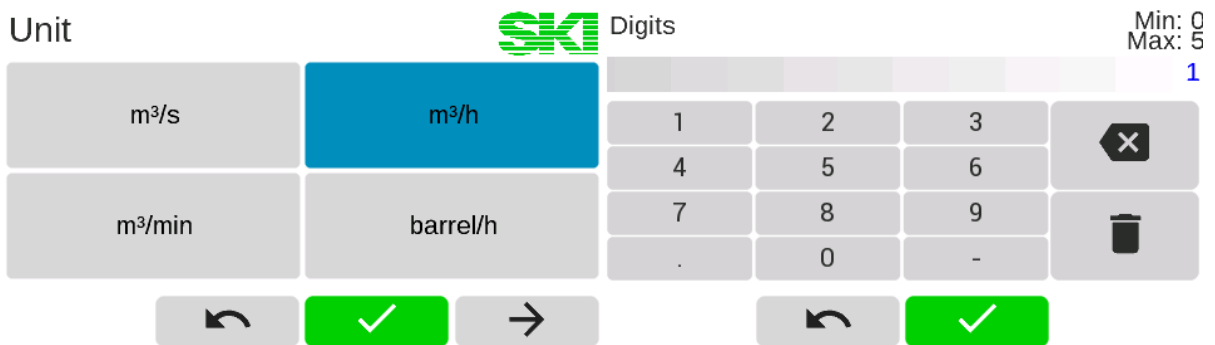 Unit
SKI
m³/s
m³/h
m³/min
barrel/h
Digits
Min: 0
Max: 5
1
1 2 3
4 5 6
7 8 9
. 0 -